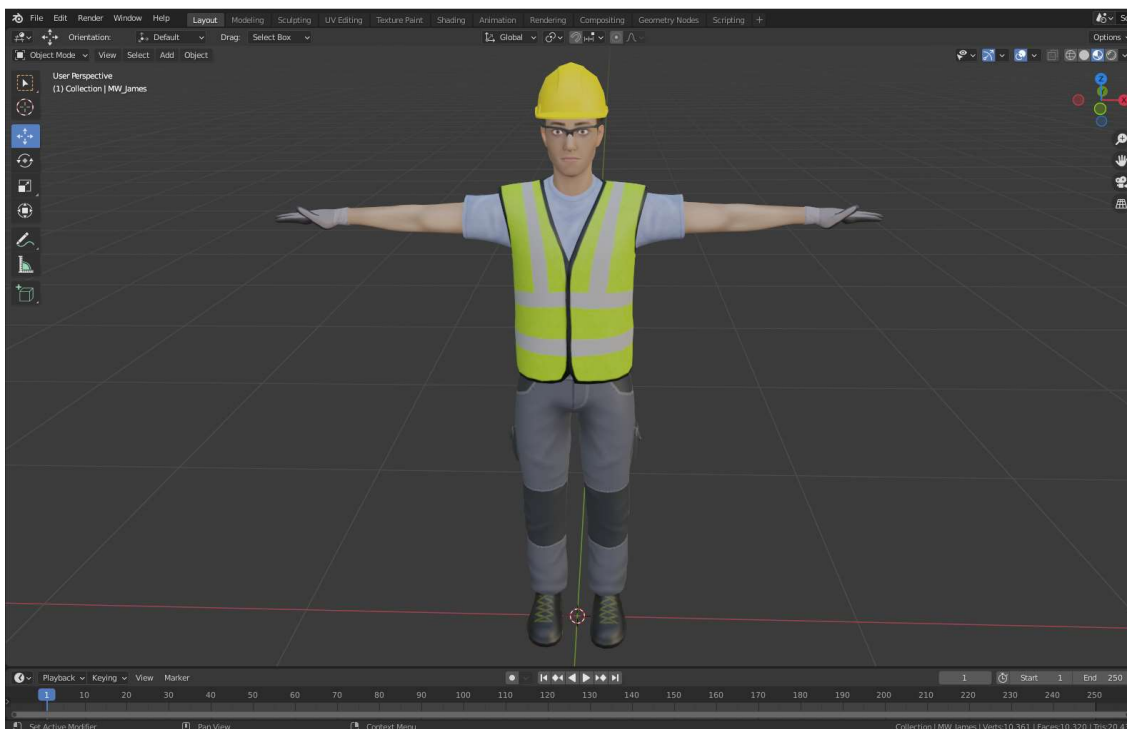 File Edit Render Window Help Layout Modeling Sculpting UV Editing Texture Paint Shading Animation Rendering Compositing Geometry Nodes Scripting +
Orientation: Default Drag: Select Box Global Options
Object Mode View Select Add Object
User Perspective
(1) Collection | MW_James
Z
X
Playback Keying View Marker 1 Start 1 End 250
1 10 20 30 40 50 60 70 80 90 100 110 120 130 140 150 160 170 180 190 200 210 220 230 240 250
Set Active Modifier Pan View Context Menu Collection | MW_James | Verts:10,361 | Faces:10,320 | Tris:20,4